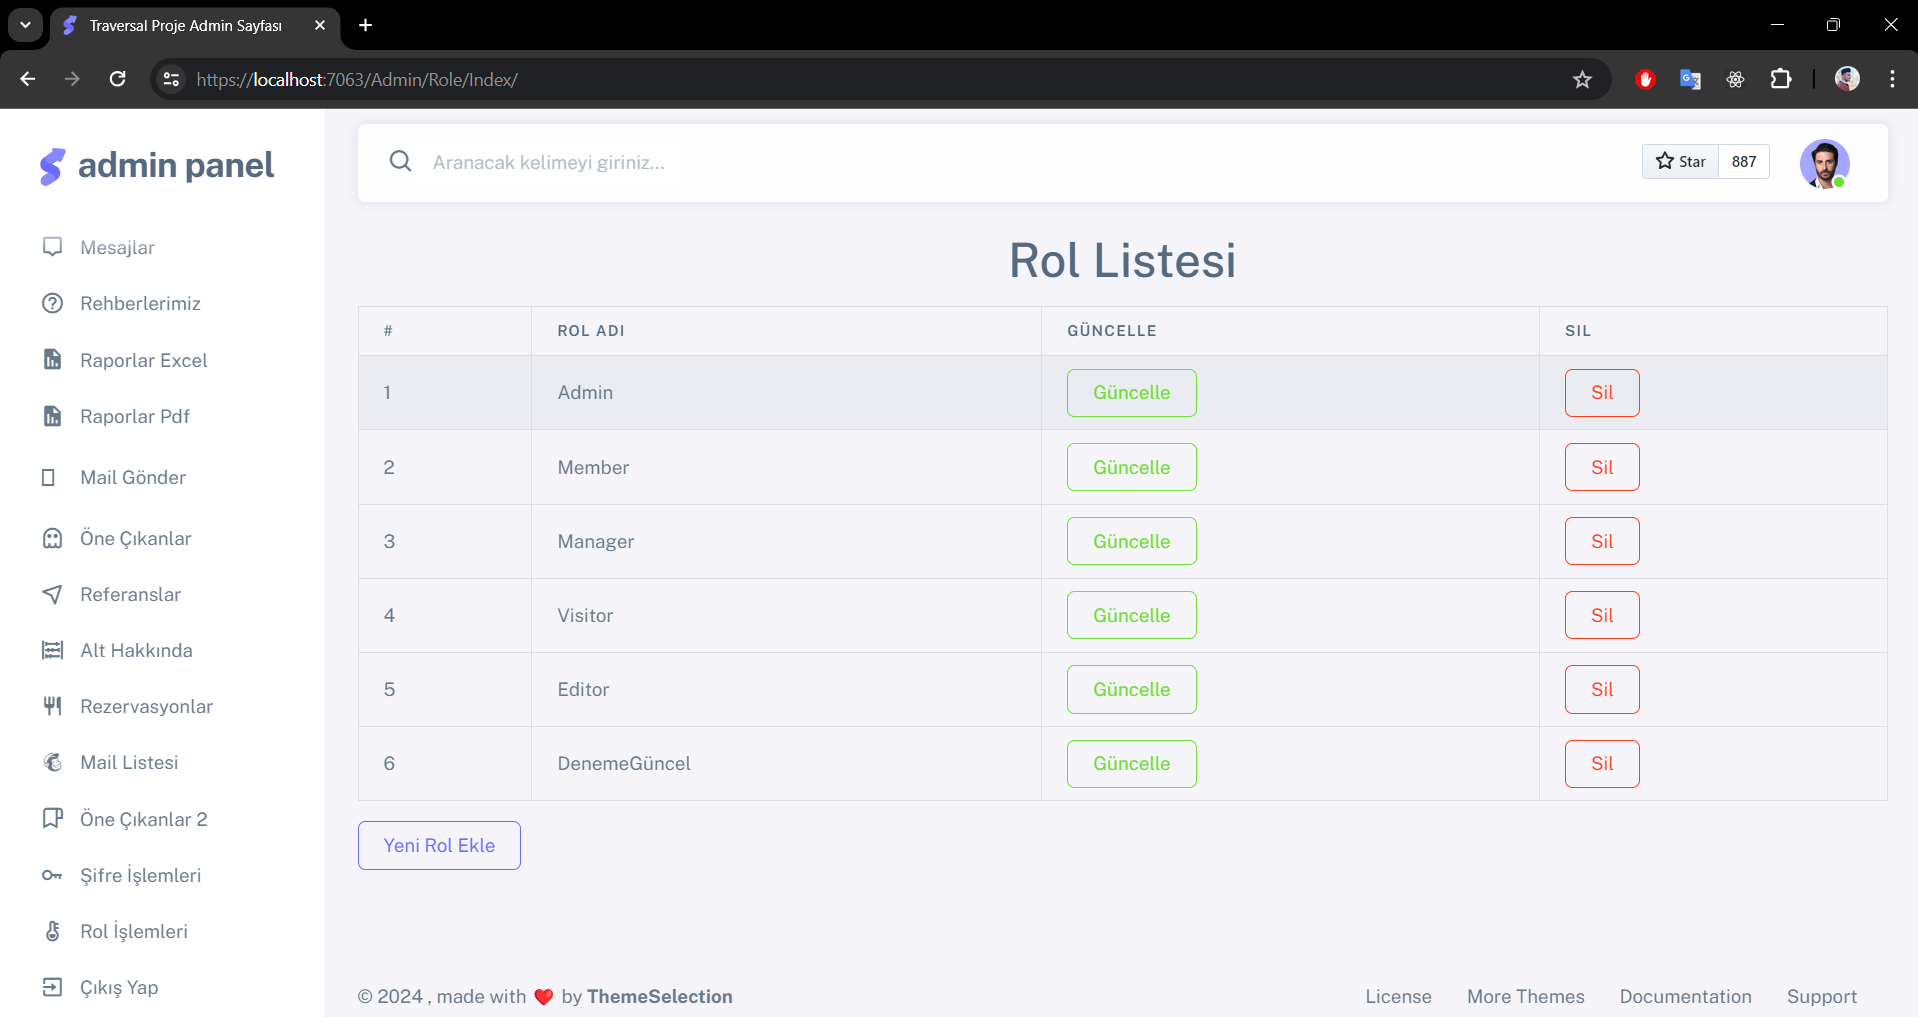 Traversal Proje Admin Sayfası
https://localhost:7063/Admin/Role/Index/
admin panel
Mesajlar
Rehberlerimiz
Raporlar Excel
Raporlar Pdf
Mail Gönder
Öne Çıkanlar
Referanslar
Alt Hakkında
Rezervasyonlar
Mail Listesi
Öne Çıkanlar 2
Şifre İşlemleri
Rol İşlemleri
Çıkış Yap
Aranacak kelimeyi giriniz...
Star 887
Rol Listesi
# ROL ADI GÜNCELLE SIL
1 Admin Güncelle Sil
2 Member Güncelle Sil
3 Manager Güncelle Sil
4 Visitor Güncelle Sil
5 Editor Güncelle Sil
6 DenemeGüncel Güncelle Sil
Yeni Rol Ekle
© 2024 , made with ❤️ by ThemeSelection
License More Themes Documentation Support